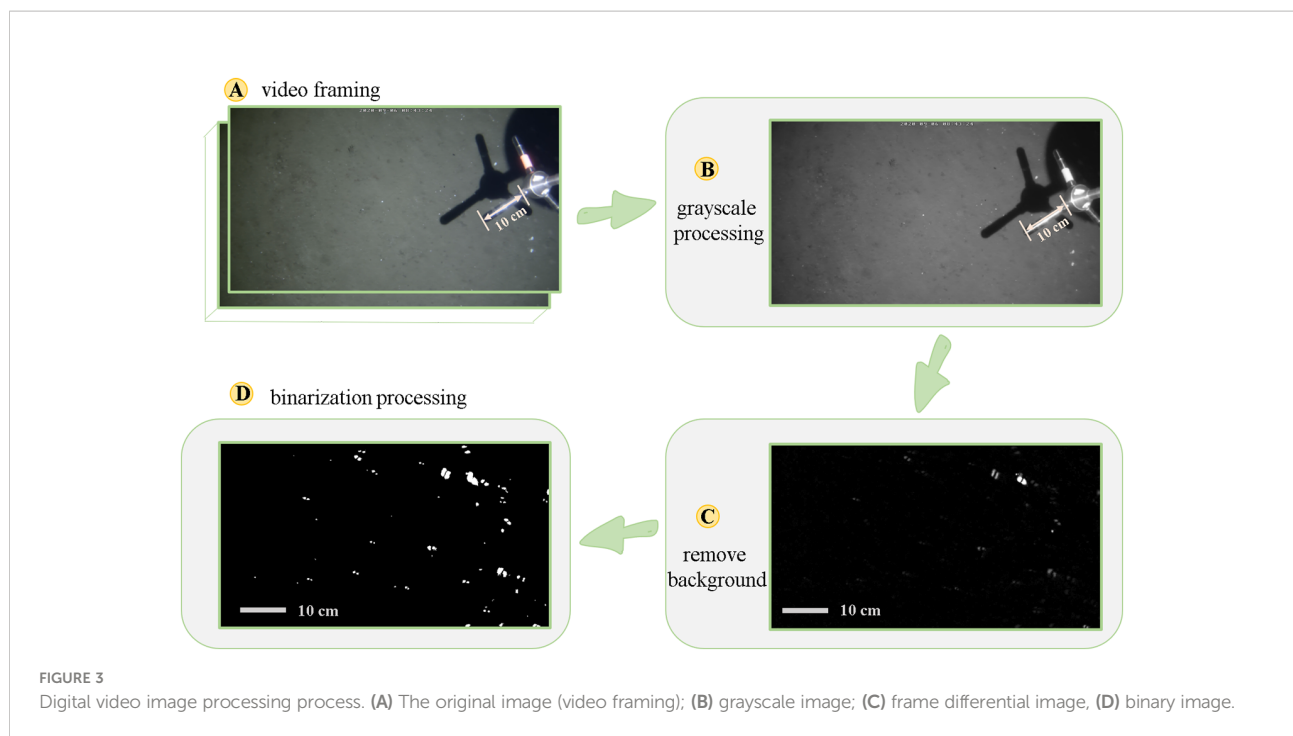 A video framing
10 cm
B
grayscale
processing
10 cm
D binarization processing
10 cm
C
remove
background
10 cm
FIGURE 3
Digital video image processing process. (A) The original image (video framing); (B) grayscale image; (C) frame differential image, (D) binary image.